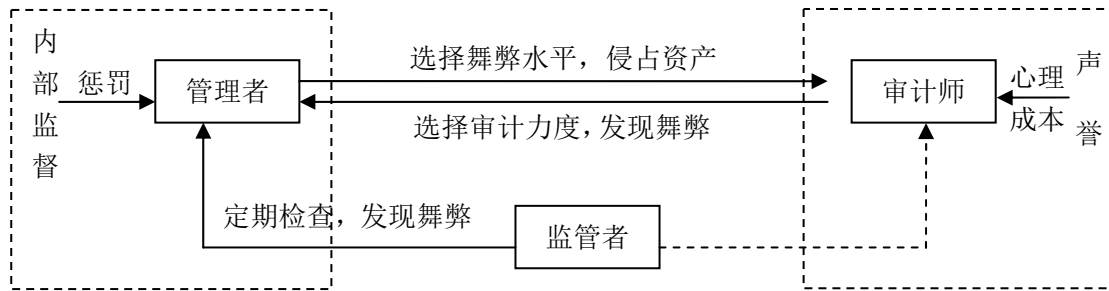 内部监督
惩罚
管理者
选择舞弊水平，侵占资产
选择审计力度，发现舞弊
审计师
心理
成本
声誉
定期检查，发现舞弊
监管者